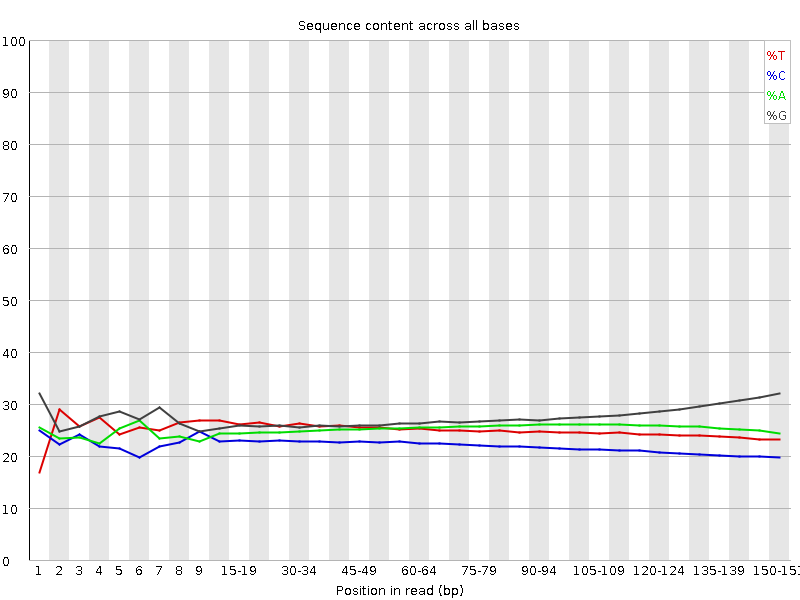 Sequence content across all bases
100
90
80
70
60
50
40
30
20
10
0
%T
%C
%A
%G
1 2 3 4 5 6 7 8 9 15-19 30-34 45-49 60-64 75-79 90-94 105-109 120-124 135-139 150-151
Position in read (bp)